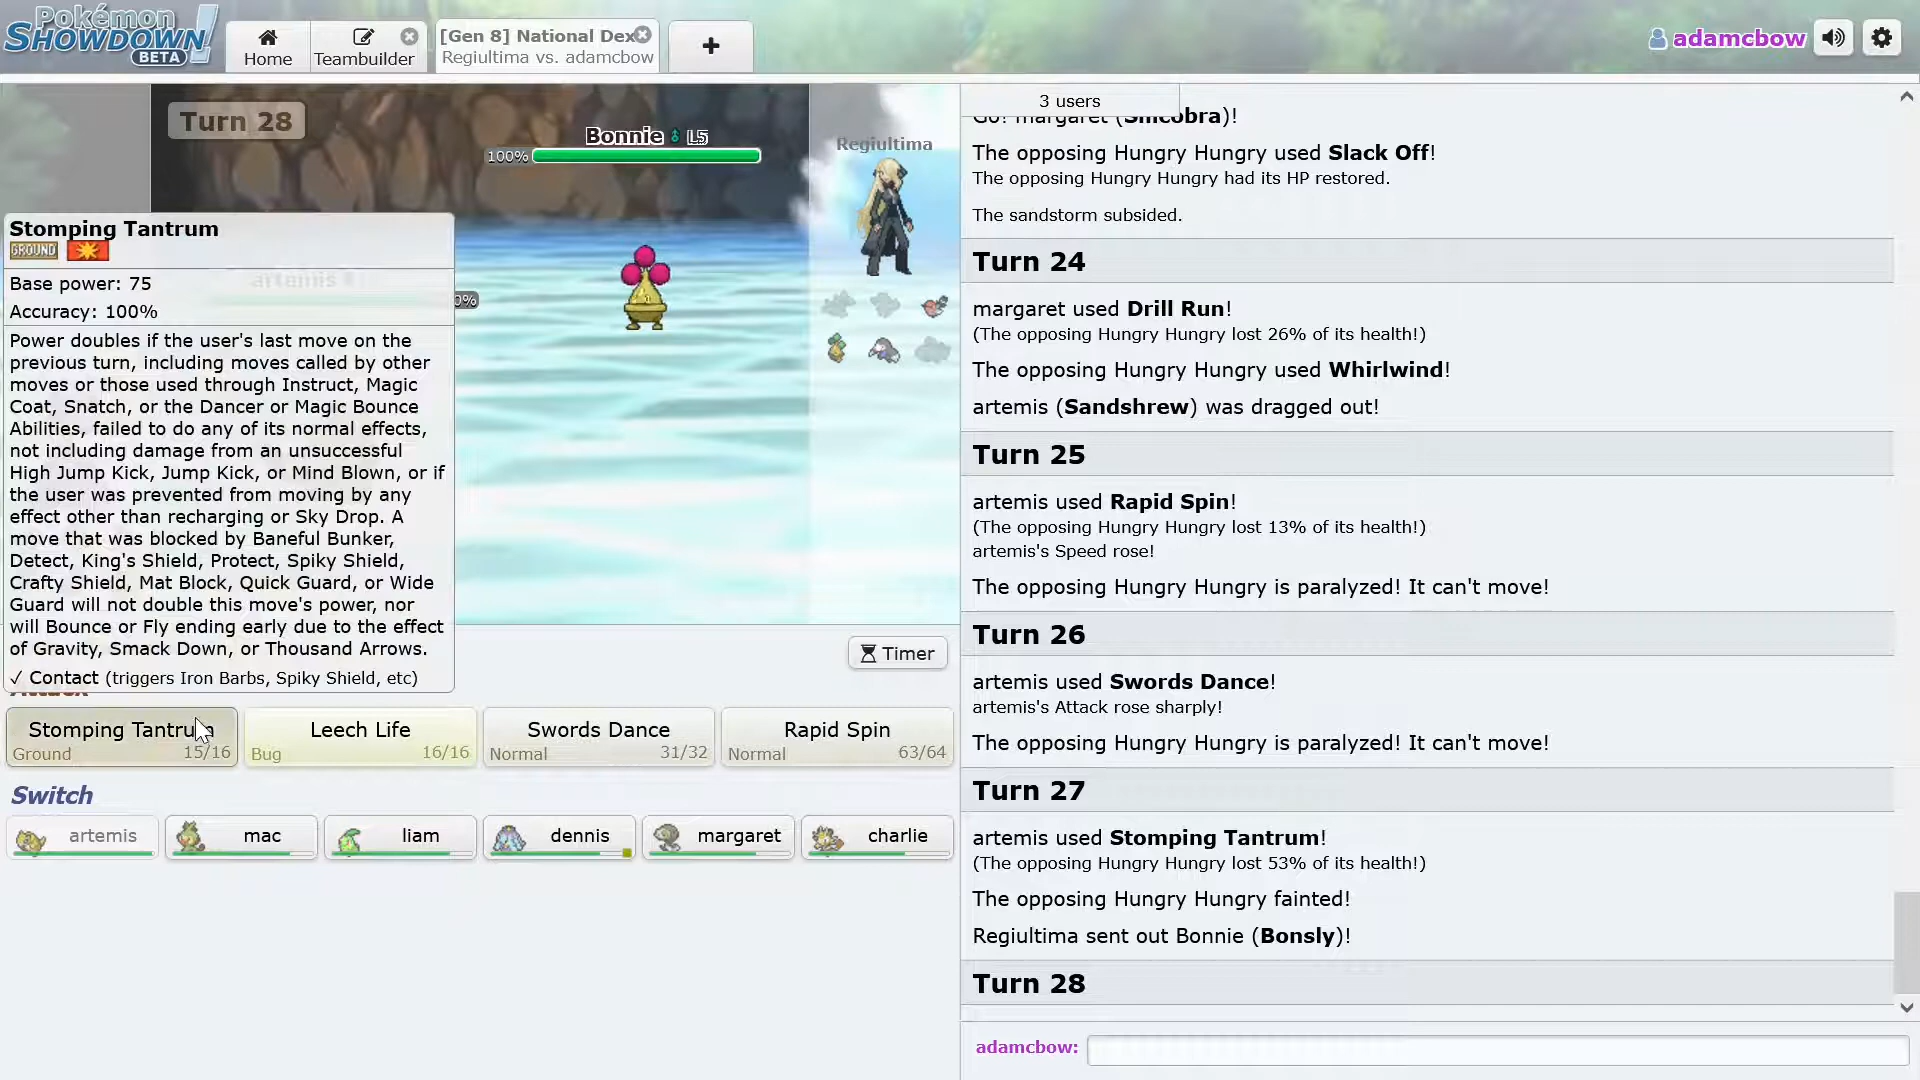 Pokémon
SHOWDOWN!
BETA
Home
Teambuilder
[Gen 8] National Dex
Regiultima vs. adamcbow
+
adamcbow
Turn 28
Bonnie L5
100%
Regiultima
artemis
0%
Stomping Tantrum
GROUND
Base power: 75
Accuracy: 100%
Power doubles if the user's last move on the
previous turn, including moves called by other
moves or those used through Instruct, Magic
Coat, Snatch, or the Dancer or Magic Bounce
Abilities, failed to do any of its normal effects,
not including damage from an unsuccessful
High Jump Kick, Jump Kick, or Mind Blown, or if
the user was prevented from moving by any
effect other than recharging or Sky Drop. A
move that was blocked by Baneful Bunker,
Detect, King's Shield, Protect, Spiky Shield,
Crafty Shield, Mat Block, Quick Guard, or Wide
Guard will not double this move's power, nor
will Bounce or Fly ending early due to the effect
of Gravity, Smack Down, or Thousand Arrows.
✓ Contact (triggers Iron Barbs, Spiky Shield, etc)
Timer
Attack
Stomping Tantrum
Ground 15/16
Leech Life
Bug 16/16
Swords Dance
Normal 31/32
Rapid Spin
Normal 63/64
Switch
artemis
mac
liam
dennis
margaret
charlie
3 users
Go! margaret (Silicobra)!
The opposing Hungry Hungry used Slack Off!
The opposing Hungry Hungry had its HP restored.
The sandstorm subsided.
Turn 24
margaret used Drill Run!
(The opposing Hungry Hungry lost 26% of its health!)
The opposing Hungry Hungry used Whirlwind!
artemis (Sandshrew) was dragged out!
Turn 25
artemis used Rapid Spin!
(The opposing Hungry Hungry lost 13% of its health!)
artemis's Speed rose!
The opposing Hungry Hungry is paralyzed! It can't move!
Turn 26
artemis used Swords Dance!
artemis's Attack rose sharply!
The opposing Hungry Hungry is paralyzed! It can't move!
Turn 27
artemis used Stomping Tantrum!
(The opposing Hungry Hungry lost 53% of its health!)
The opposing Hungry Hungry fainted!
Regiultima sent out Bonnie (Bonsly)!
Turn 28
adamcbow: